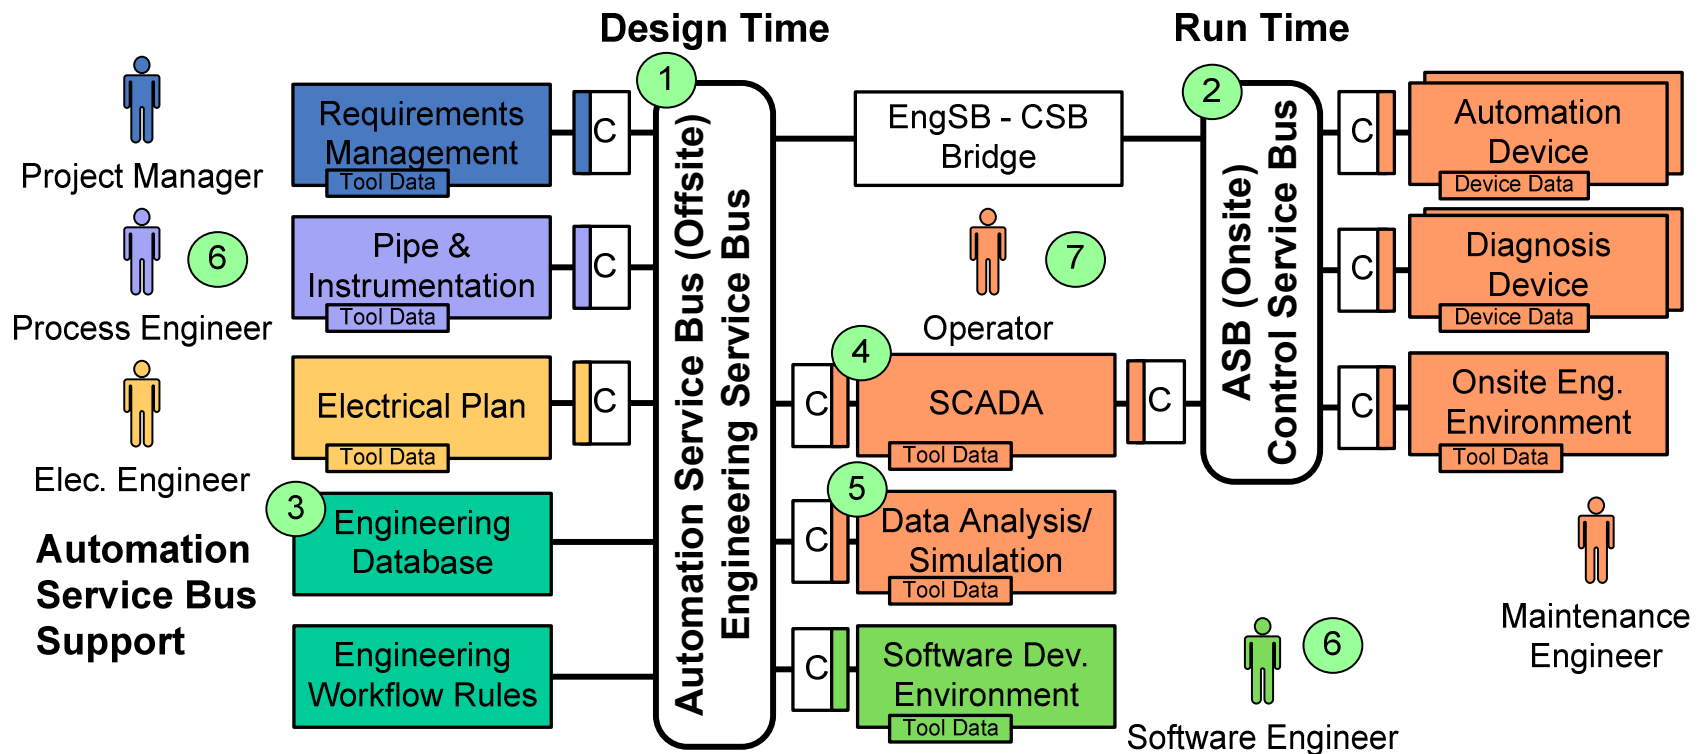 Design Time
Run Time
1
2
Requirements
Management
Tool Data
C
EngSB - CSB
Bridge
C
Automation
Device
Device Data
Project Manager
6
Pipe &
Instrumentation
Tool Data
C
7
C
Diagnosis
Device
Device Data
Process Engineer
Operator
Automation Service Bus (Offsite)
Engineering Service Bus
ASB (Onsite)
Control Service Bus
Electrical Plan
Tool Data
C
4
C
SCADA
Tool Data
C
C
Onsite Eng.
Environment
Tool Data
Elec. Engineer
3
Engineering
Database
5
C
Data Analysis/
Simulation
Tool Data
Automation
Service Bus
Support
Maintenance
Engineer
Engineering
Workflow Rules
C
Software Dev.
Environment
Tool Data
6
Software Engineer